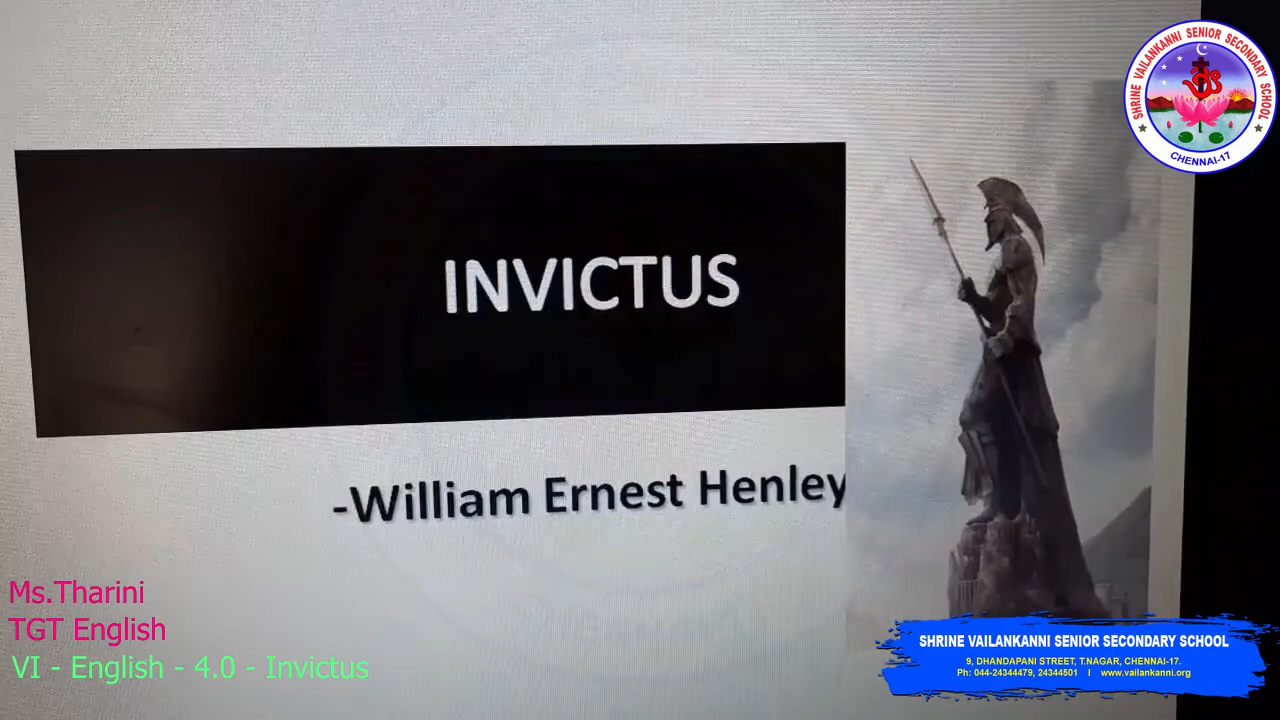 SHRINE VAILANKANNI SENIOR SECONDARY SCHOOL
CHENNAI-17
INVICTUS
-William Ernest Henley
Ms.Tharini
TGT English
VI - English - 4.0 - Invictus
SHRINE VAILANKANNI SENIOR SECONDARY SCHOOL
9, DHANDAPANI STREET, T.NAGAR, CHENNAI-17.
Ph: 044-24344479, 24344501 I www.vailankanni.org